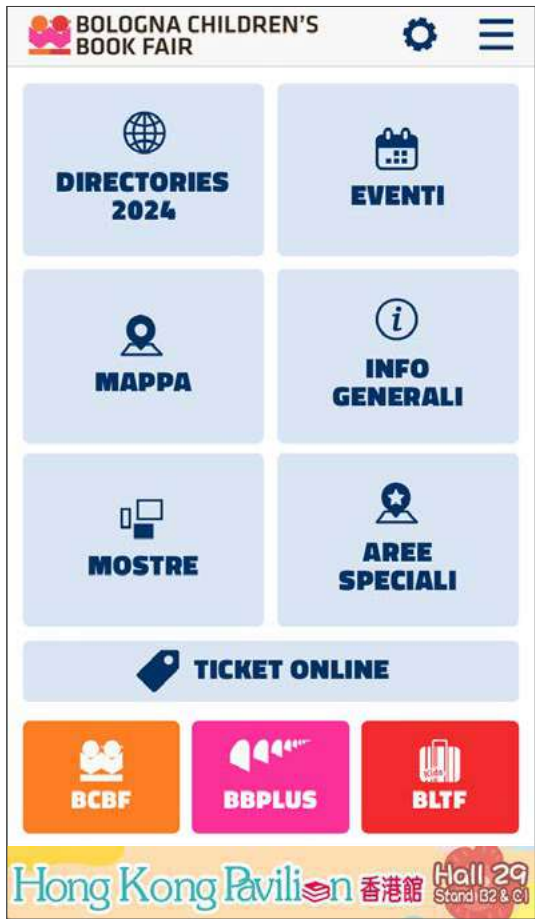 BOLOGNA CHILDREN'S
BOOK FAIR
DIRECTORIES
2024
EVENTI
MAPPA
INFO
GENERALI
MOSTRE
AREE
SPECIALI
TICKET ONLINE
BCBF
BBPLUS
Kids'
BLTF
Hong Kong Pavilion 香港館
Hall 29
Stand B2 & C1